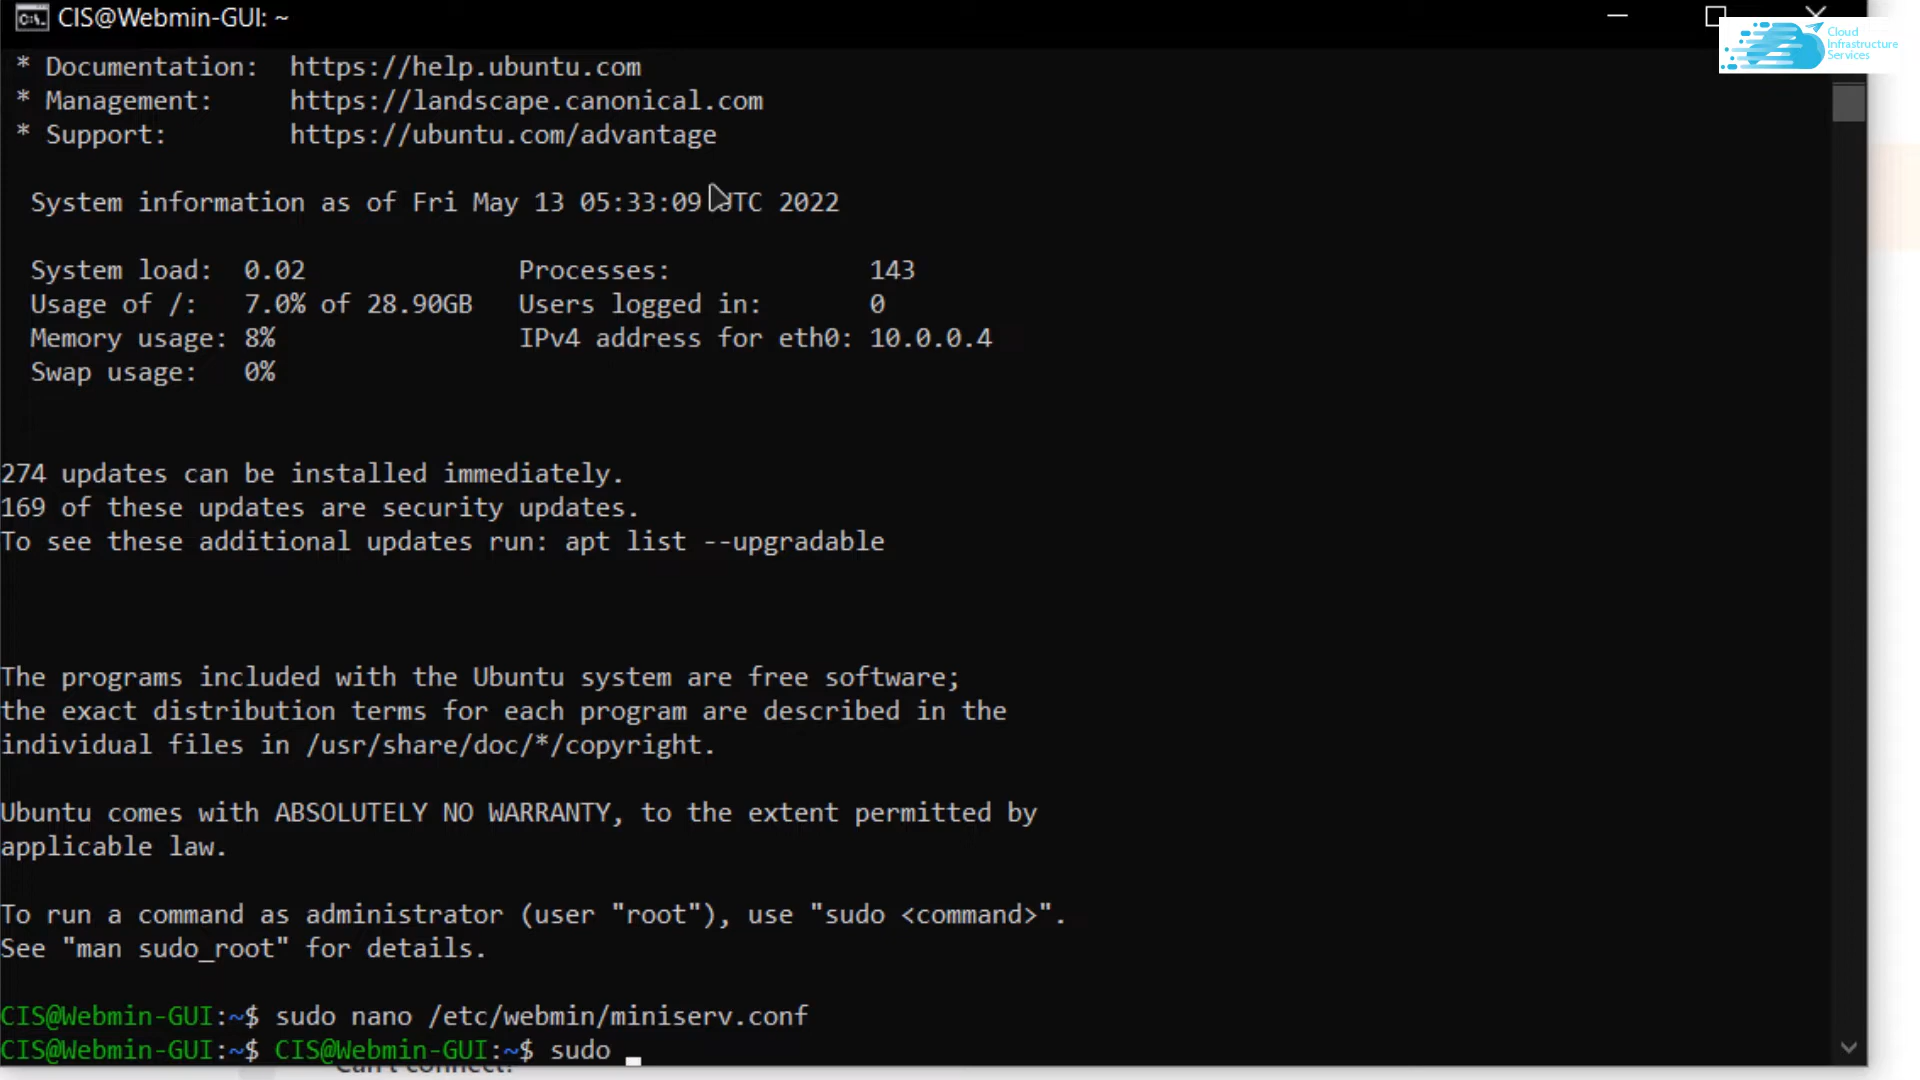 CIS@Webmin-GUI: ~
Cloud
Infrastructure
Services
* Documentation: https://help.ubuntu.com
* Management: https://landscape.canonical.com
* Support: https://ubuntu.com/advantage
System information as of Fri May 13 05:33:09 UTC 2022
System load: 0.02 Processes: 143
Usage of /: 7.0% of 28.90GB Users logged in: 0
Memory usage: 8% IPv4 address for eth0: 10.0.0.4
Swap usage: 0%
274 updates can be installed immediately.
169 of these updates are security updates.
To see these additional updates run: apt list --upgradable
The programs included with the Ubuntu system are free software;
the exact distribution terms for each program are described in the
individual files in /usr/share/doc/*/copyright.
Ubuntu comes with ABSOLUTELY NO WARRANTY, to the extent permitted by
applicable law.
To run a command as administrator (user "root"), use "sudo <command>".
See "man sudo_root" for details.
CIS@Webmin-GUI:~$ sudo nano /etc/webmin/miniserv.conf
CIS@Webmin-GUI:~$ CIS@Webmin-GUI:~$ sudo